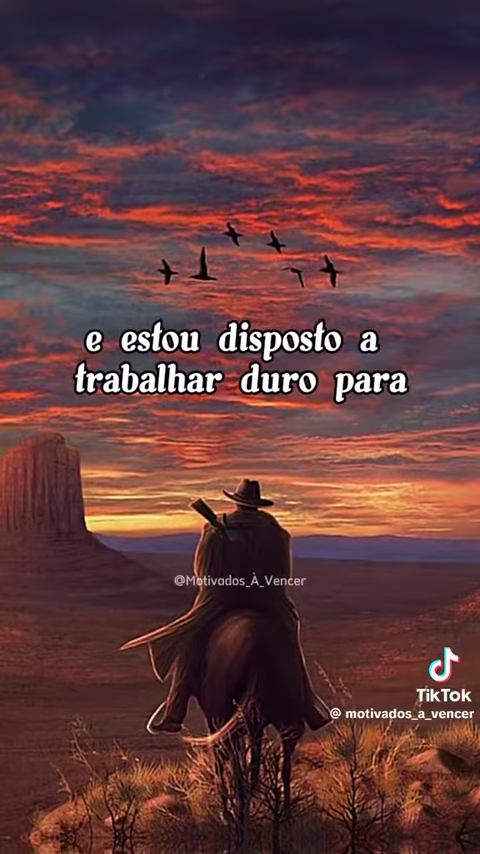 e estou disposto a
trabalhar duro para
@Motivados_À_Vencer
TikTok
@ motivados_a_vencer